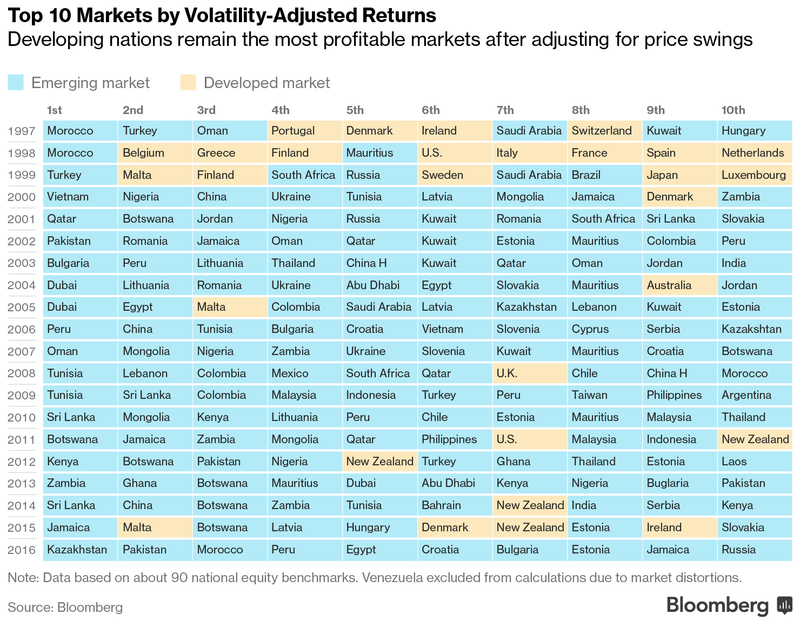 Top 10 Markets by Volatility-Adjusted Returns
Developing nations remain the most profitable markets after adjusting for price swings
Emerging market Developed market
1st 2nd 3rd 4th 5th 6th 7th 8th 9th 10th
1997 Morocco Turkey Oman Portugal Denmark Ireland Saudi Arabia Switzerland Kuwait Hungary
1998 Morocco Belgium Greece Finland Mauritius U.S. Italy France Spain Netherlands
1999 Turkey Malta Finland South Africa Russia Sweden Saudi Arabia Brazil Japan Luxembourg
2000 Vietnam Nigeria China Ukraine Tunisia Latvia Mongolia Jamaica Denmark Zambia
2001 Qatar Botswana Jordan Nigeria Russia Kuwait Romania South Africa Sri Lanka Slovakia
2002 Pakistan Romania Jamaica Oman Qatar Kuwait Estonia Mauritius Colombia Peru
2003 Bulgaria Peru Lithuania Thailand China H Kuwait Qatar Oman Jordan India
2004 Dubai Lithuania Romania Ukraine Abu Dhabi Egypt Slovakia Mauritius Australia Jordan
2005 Dubai Egypt Malta Colombia Saudi Arabia Latvia Kazakhstan Lebanon Kuwait Estonia
2006 Peru China Tunisia Bulgaria Croatia Vietnam Slovenia Cyprus Serbia Kazakshtan
2007 Oman Mongolia Nigeria Zambia Ukraine Slovenia Kuwait Mauritius Croatia Botswana
2008 Tunisia Lebanon Colombia Mexico South Africa Qatar U.K. Chile China H Morocco
2009 Tunisia Sri Lanka Colombia Malaysia Indonesia Turkey Peru Taiwan Philippines Argentina
2010 Sri Lanka Mongolia Kenya Lithuania Peru Chile Estonia Mauritius Malaysia Thailand
2011 Botswana Jamaica Zambia Mongolia Qatar Philippines U.S. Malaysia Indonesia New Zealand
2012 Kenya Botswana Pakistan Nigeria New Zealand Turkey Ghana Thailand Estonia Laos
2013 Zambia Ghana Botswana Mauritius Dubai Abu Dhabi Kenya Nigeria Buglaria Pakistan
2014 Sri Lanka China Botswana Zambia Tunisia Bahrain New Zealand India Serbia Kenya
2015 Jamaica Malta Botswana Latvia Hungary Denmark New Zealand Estonia Ireland Slovakia
2016 Kazakhstan Pakistan Morocco Peru Egypt Croatia Bulgaria Estonia Jamaica Russia
Note: Data based on about 90 national equity benchmarks. Venezuela excluded from calculations due to market distortions.
Source: Bloomberg
Bloomberg